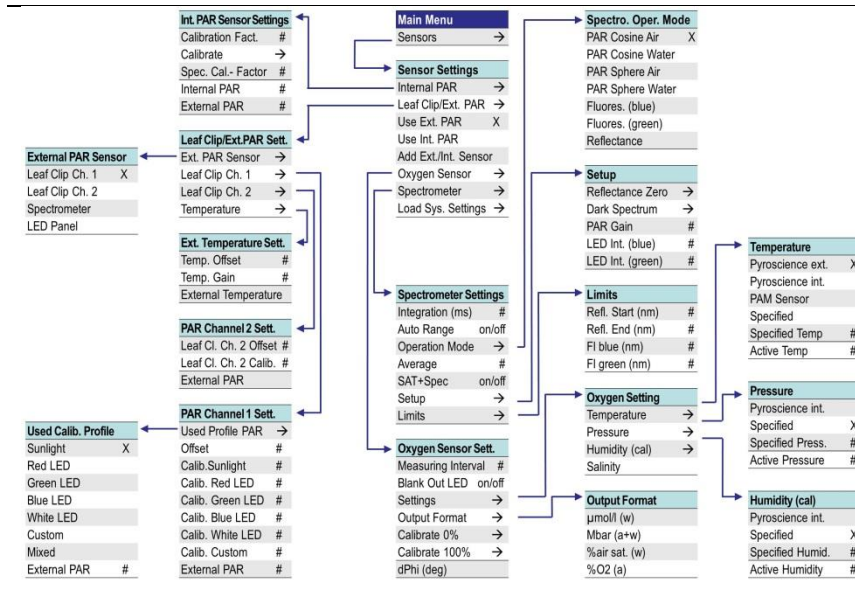 Int. PAR Sensor Settings
Calibration Fact. #
Calibrate →
Spec. Cal.- Factor #
Internal PAR #
External PAR #
Main Menu
Sensors →
Sensor Settings
Internal PAR →
Leaf Clip/Ext. PAR →
Use Ext. PAR X
Use Int. PAR
Add Ext./Int. Sensor
Oxygen Sensor →
Spectrometer →
Load Sys. Settings →
Spectro. Oper. Mode
PAR Cosine Air X
PAR Cosine Water
PAR Sphere Air
PAR Sphere Water
Fluores. (blue)
Fluores. (green)
Reflectance
Leaf Clip/Ext.PAR Sett.
Ext. PAR Sensor →
Leaf Clip Ch. 1 →
Leaf Clip Ch. 2 →
Temperature →
External PAR Sensor
Leaf Clip Ch. 1 X
Leaf Clip Ch. 2
Spectrometer
LED Panel
Setup
Reflectance Zero →
Dark Spectrum →
PAR Gain #
LED Int. (blue) #
LED Int. (green) #
Ext. Temperature Sett.
Temp. Offset #
Temp. Gain #
External Temperature
Temperature
Pyroscience ext. X
Pyroscience int.
PAM Sensor
Specified
Specified Temp #
Active Temp #
Spectrometer Settings
Integration (ms) #
Auto Range on/off
Operation Mode →
Average #
SAT+Spec on/off
Setup →
Limits →
Limits
Refl. Start (nm) #
Refl. End (nm) #
Fl blue (nm) #
Fl green (nm) #
PAR Channel 2 Sett.
Leaf Cl. Ch. 2 Offset #
Leaf Cl. Ch. 2 Calib. #
External PAR
Oxygen Setting
Temperature →
Pressure →
Humidity (cal) →
Salinity
Pressure
Pyroscience int.
Specified X
Specified Press. #
Active Pressure #
PAR Channel 1 Sett.
Used Profile PAR →
Offset #
Calib.Sunlight #
Calib. Red LED #
Calib. Green LED #
Calib. Blue LED #
Calib. White LED #
Calib. Custom #
External PAR #
Used Calib. Profile
Sunlight X
Red LED
Green LED
Blue LED
White LED
Custom
Mixed
External PAR #
Oxygen Sensor Sett.
Measuring Interval #
Blank Out LED on/off
Settings →
Output Format →
Calibrate 0% →
Calibrate 100% →
dPhi (deg)
Output Format
µmol/l (w)
Mbar (a+w)
%air sat. (w)
%O2 (a)
Humidity (cal)
Pyroscience int.
Specified X
Specified Humid. #
Active Humidity #